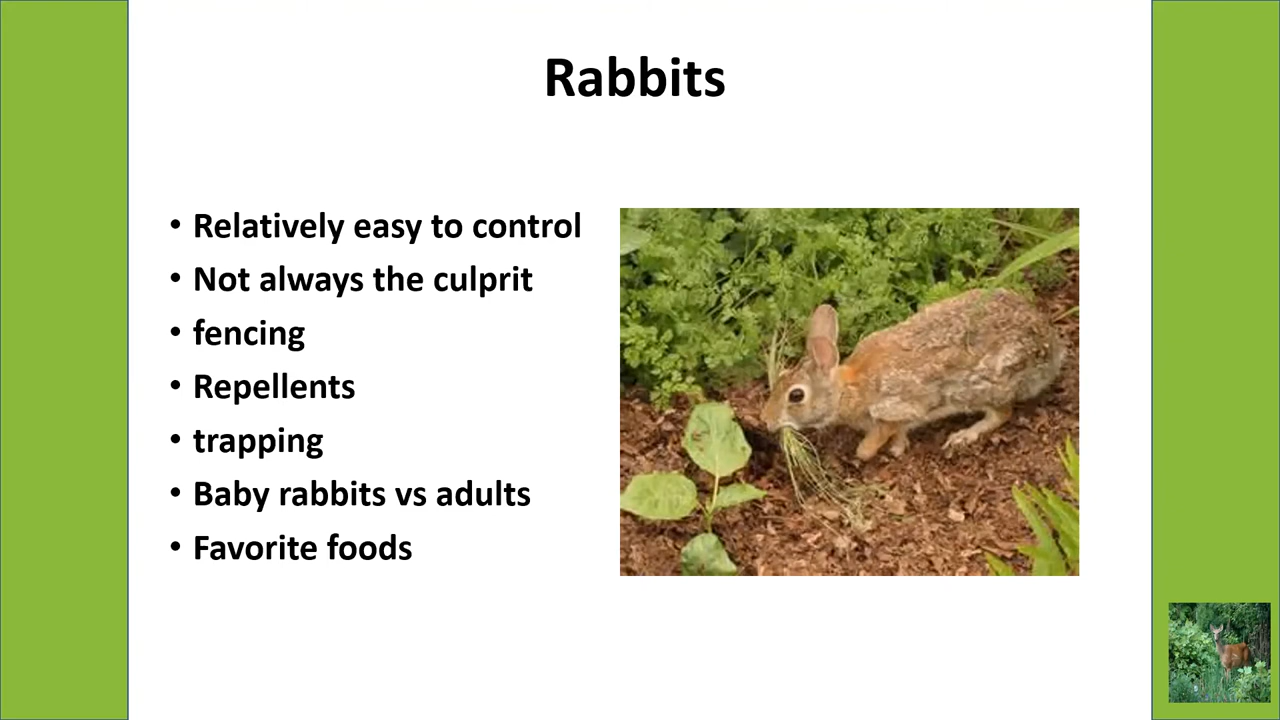 Rabbits
• Relatively easy to control
• Not always the culprit
• fencing
• Repellents
• trapping
• Baby rabbits vs adults
• Favorite foods